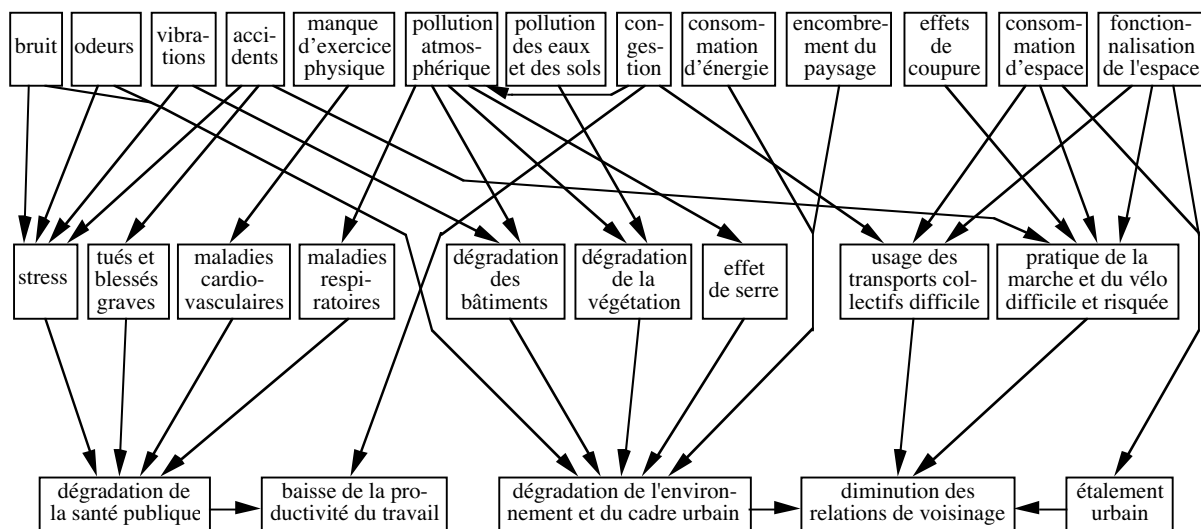 bruit
odeurs
vibra-
tions
acci-
dents
manque
d’exercice
physique
pollution
atmos-
phérique
pollution
des eaux
et des sols
con-
gestion
consom-
mation
d’énergie
encombre-
ment du
paysage
effets
de
coupure
consom-
mation
d’espace
fonction-
nalisation
de l'espace
stress
tués et
blessés
graves
maladies
cardio-
vasculaires
maladies
respi-
ratoires
dégradation
des
bâtiments
dégradation
de la
végétation
effet
de serre
usage des
transports col-
lectifs difficile
pratique de la
marche et du vélo
difficile et risquée
dégradation de
la santé publique
baisse de la pro-
ductivité du travail
dégradation de l'environ-
nement et du cadre urbain
diminution des
relations de voisinage
étalement
urbain